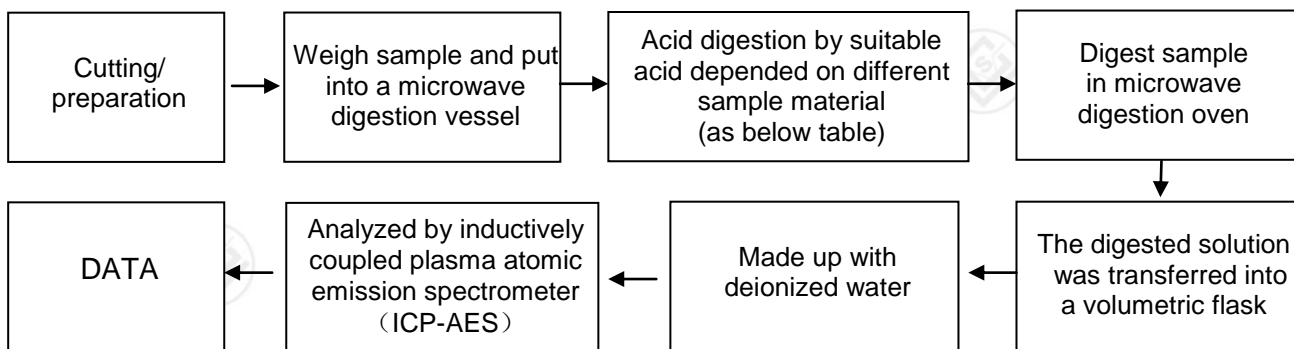 Cutting/
preparation
Weigh sample and put
into a microwave
digestion vessel
Acid digestion by suitable
acid depended on different
sample material
(as below table)
Digest sample
in microwave
digestion oven
The digested solution
was transferred into
a volumetric flask
Made up with
deionized water
Analyzed by inductively
coupled plasma atomic
emission spectrometer
（ICP-AES）
DATA